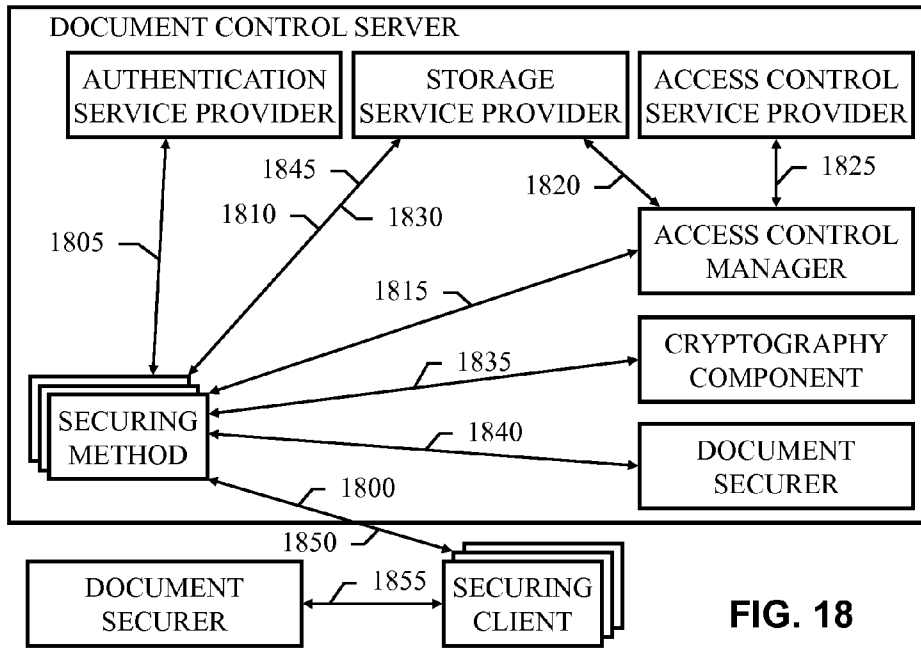 DOCUMENT CONTROL SERVER
AUTHENTICATION
SERVICE PROVIDER
STORAGE
SERVICE PROVIDER
ACCESS CONTROL
SERVICE PROVIDER
1845
1810
1830
1820
1825
1805
ACCESS CONTROL
MANAGER
1815
CRYPTOGRAPHY
COMPONENT
1835
SECURING
METHOD
1840
DOCUMENT
SECURER
1800
1850
DOCUMENT
SECURER
1855
SECURING
CLIENT
FIG. 18